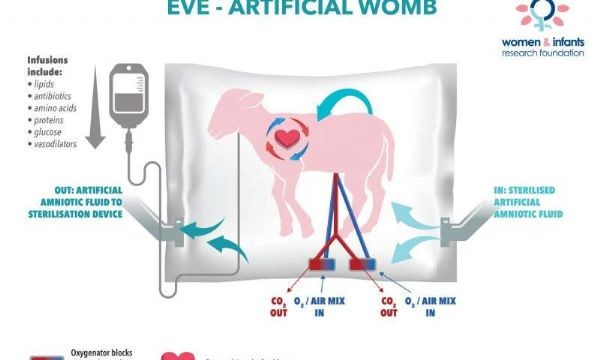 EVE - ARTIFICIAL WOMB
women & infants
research foundation
Infusions
include:
• lipids
• antibiotics
• amino acids
• proteins
• glucose
• vasodilators
OUT: ARTIFICIAL
AMNIOTIC FLUID TO
STERILISATION DEVICE
IN: STERILISED
ARTIFICIAL
AMNIOTIC FLUID
CO2 OUT
O2 / AIR MIX IN
CO2 OUT
O2 / AIR MIX IN
Oxygenator blocks